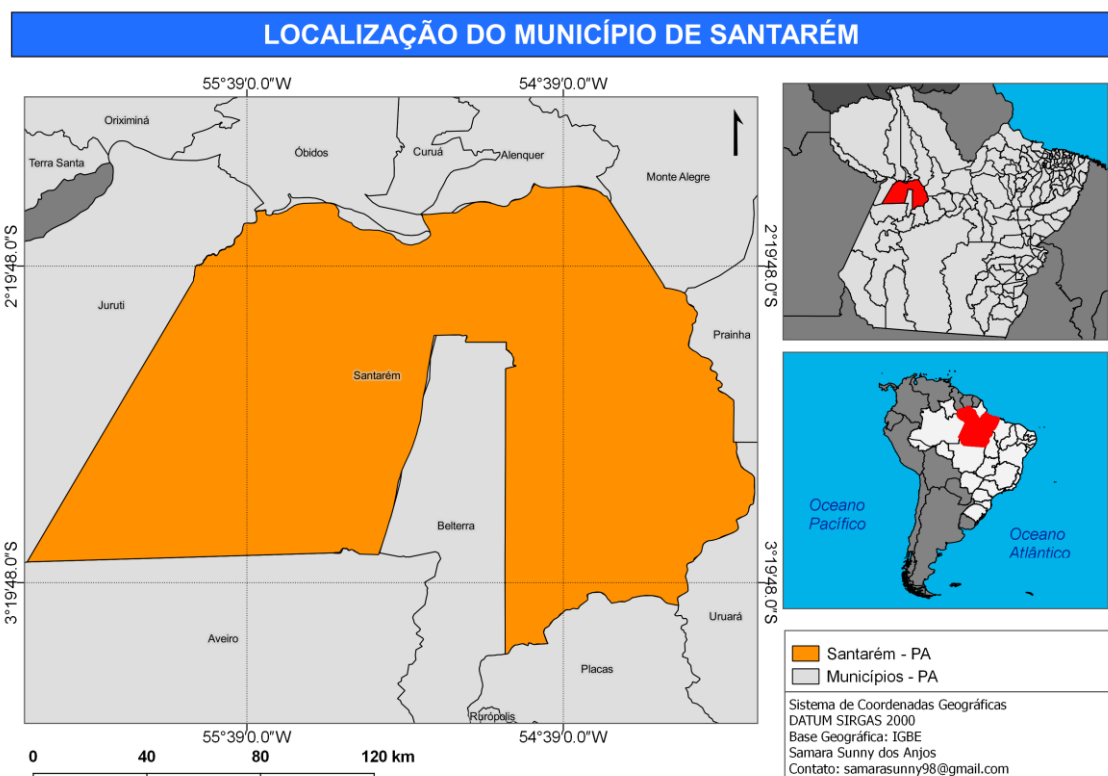 LOCALIZAÇÃO DO MUNICÍPIO DE SANTARÉM
55°39'0.0"W
54°39'0.0"W
Oriximiná
Terra Santa
Óbidos
Curuá
Alenquer
Monte Alegre
2°19'48.0"S
2°19'48.0"S
Juruti
Prainha
Santarém
Belterra
3°19'48.0"S
3°19'48.0"S
Aveiro
Uruará
Placas
Rurópolis
55°39'0.0"W
54°39'0.0"W
0 40 80 120 km
Oceano
Pacífico
Oceano
Atlântico
Santarém - PA
Municípios - PA
Sistema de Coordenadas Geográficas
DATUM SIRGAS 2000
Base Geográfica: IGBE
Samara Sunny dos Anjos
Contato: samarasunny98@gmail.com